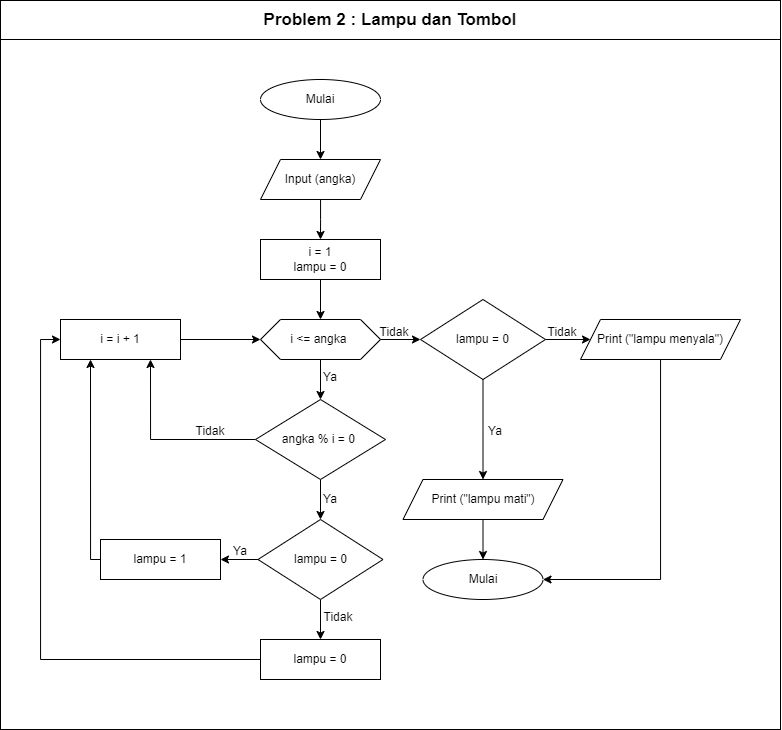 Problem 2 : Lampu dan Tombol
Mulai
Input (angka)
i = 1
lampu = 0
i = i + 1
i <= angka
Tidak
lampu = 0
Tidak
Print ("lampu menyala")
Ya
Tidak
angka % i = 0
Ya
Ya
Print ("lampu mati")
lampu = 1
Ya
lampu = 0
Mulai
Tidak
lampu = 0